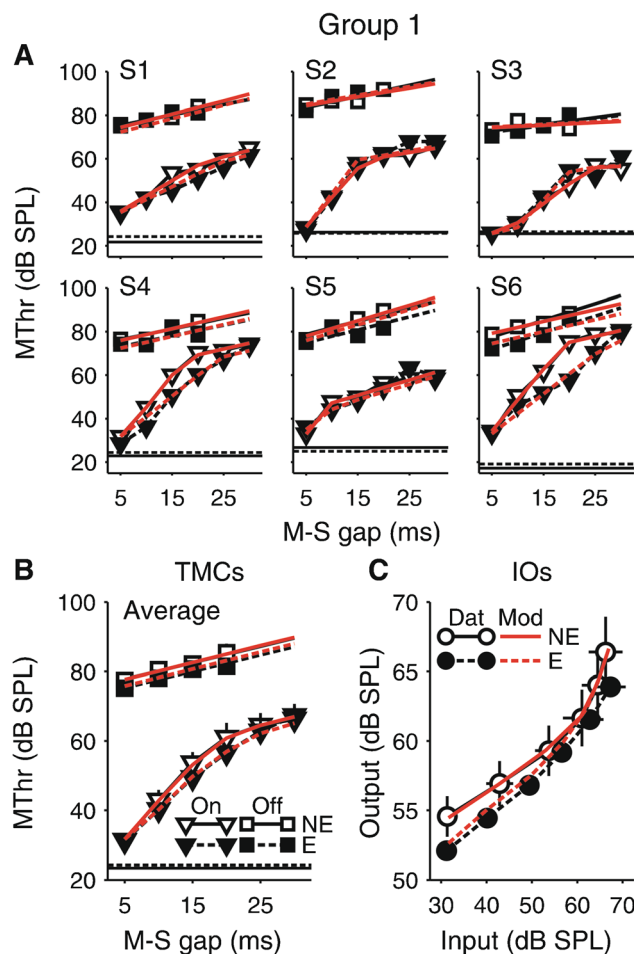 Group 1
A
S1 S2 S3
100
80
60
40
20
MThr (dB SPL)
S4 S5 S6
100
80
60
40
20
5 15 25 5 15 25 5 15 25
M-S gap (ms)
B TMCs
Average
100
80
60
40
20
MThr (dB SPL)
On Off
NE
E
5 15 25
M-S gap (ms)
C IOs
Dat Mod
NE
E
70
65
60
55
50
Output (dB SPL)
30 40 50 60 70
Input (dB SPL)